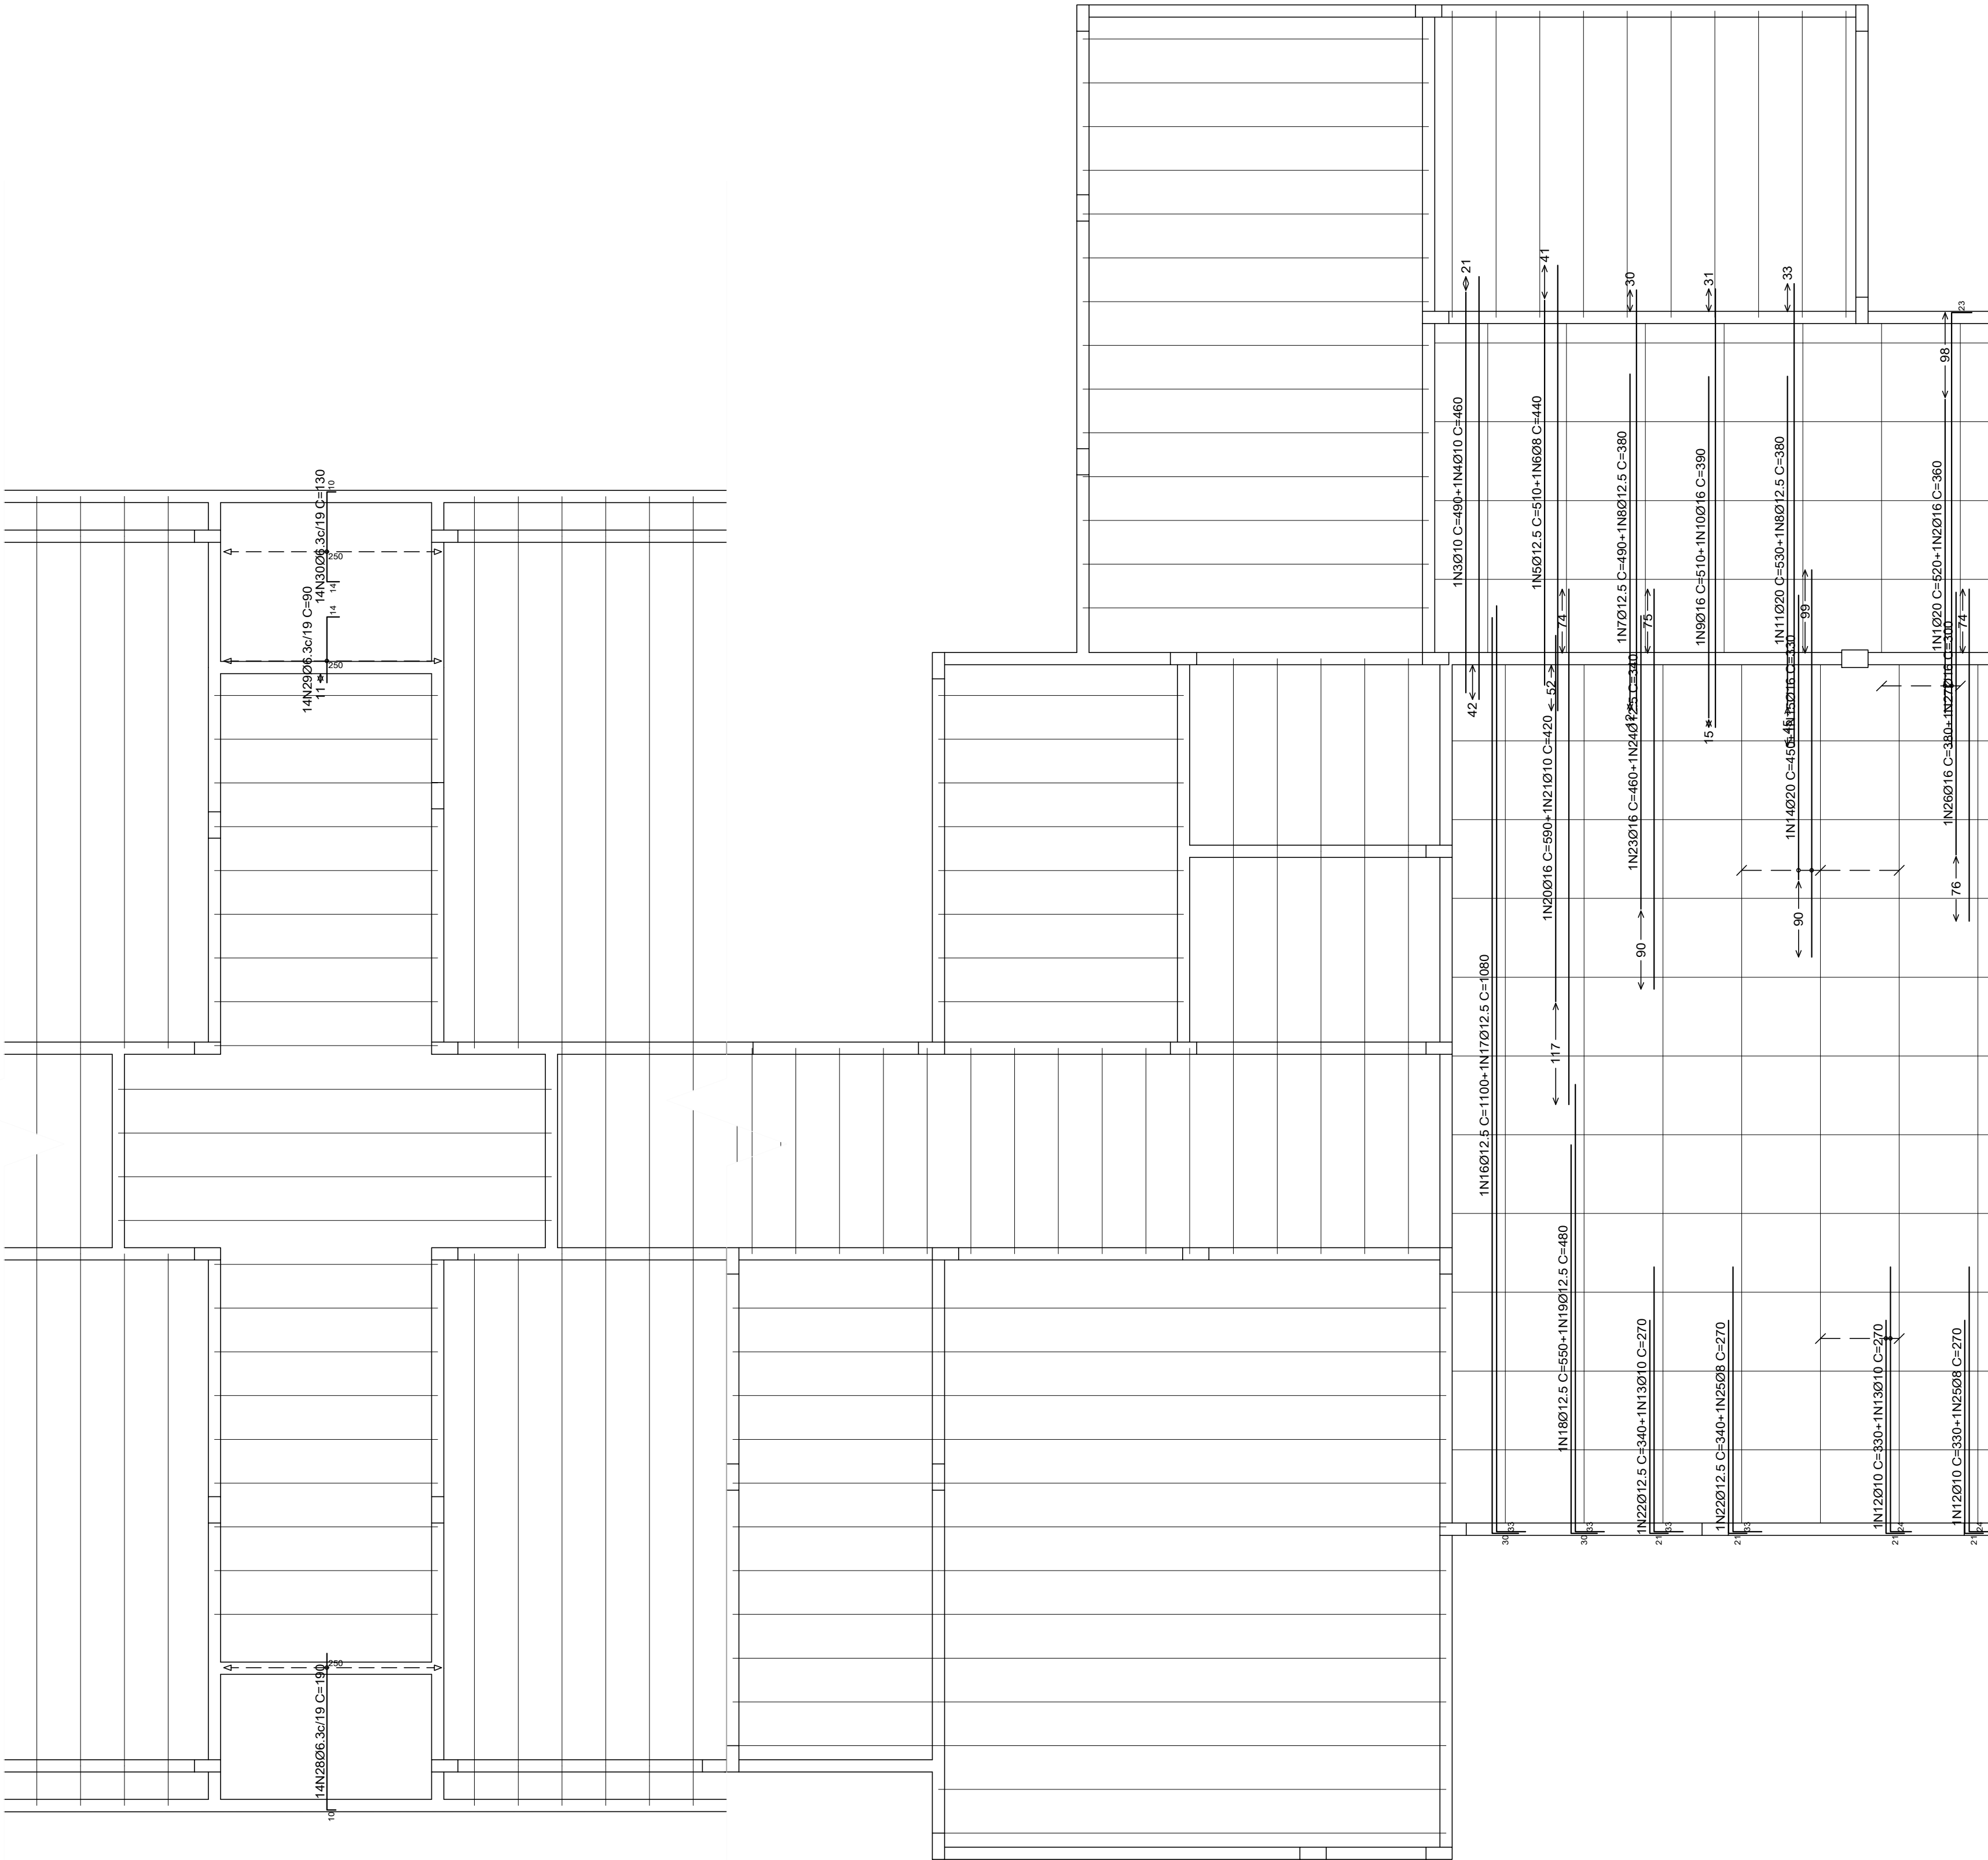 21
41
30
31
33
23
98
1N3Ø10 C=490+1N4Ø10 C=460
1N5Ø12.5 C=510+1N6Ø8 C=440
1N7Ø12.5 C=490+1N8Ø12.5 C=380
1N9Ø16 C=510+1N10Ø16 C=390
1N11Ø20 C=530+1N8Ø12.5 C=380
1N1Ø20 C=520+1N2Ø16 C=360
14N30Ø6.3c/19 C=130
10
250
14
14N29Ø6.3c/19 C=90
14
250
11
74
75
99
74
42
52
12
15
45
1N20Ø16 C=590+1N21Ø10 C=420
1N23Ø16 C=460+1N24Ø12.5 C=340
1N14Ø20 C=450+1N15Ø16 C=330
1N26Ø16 C=380+1N27Ø16 C=300
76
90
90
117
1N16Ø12.5 C=1100+1N17Ø12.5 C=1080
1N18Ø12.5 C=550+1N19Ø12.5 C=480
1N22Ø12.5 C=340+1N13Ø10 C=270
1N22Ø12.5 C=340+1N25Ø8 C=270
1N12Ø10 C=330+1N13Ø10 C=270
1N12Ø10 C=330+1N25Ø8 C=270
30 33
30 33
21 33
21 33
21 24
21 24
14N28Ø6.3c/19 C=190
250
10